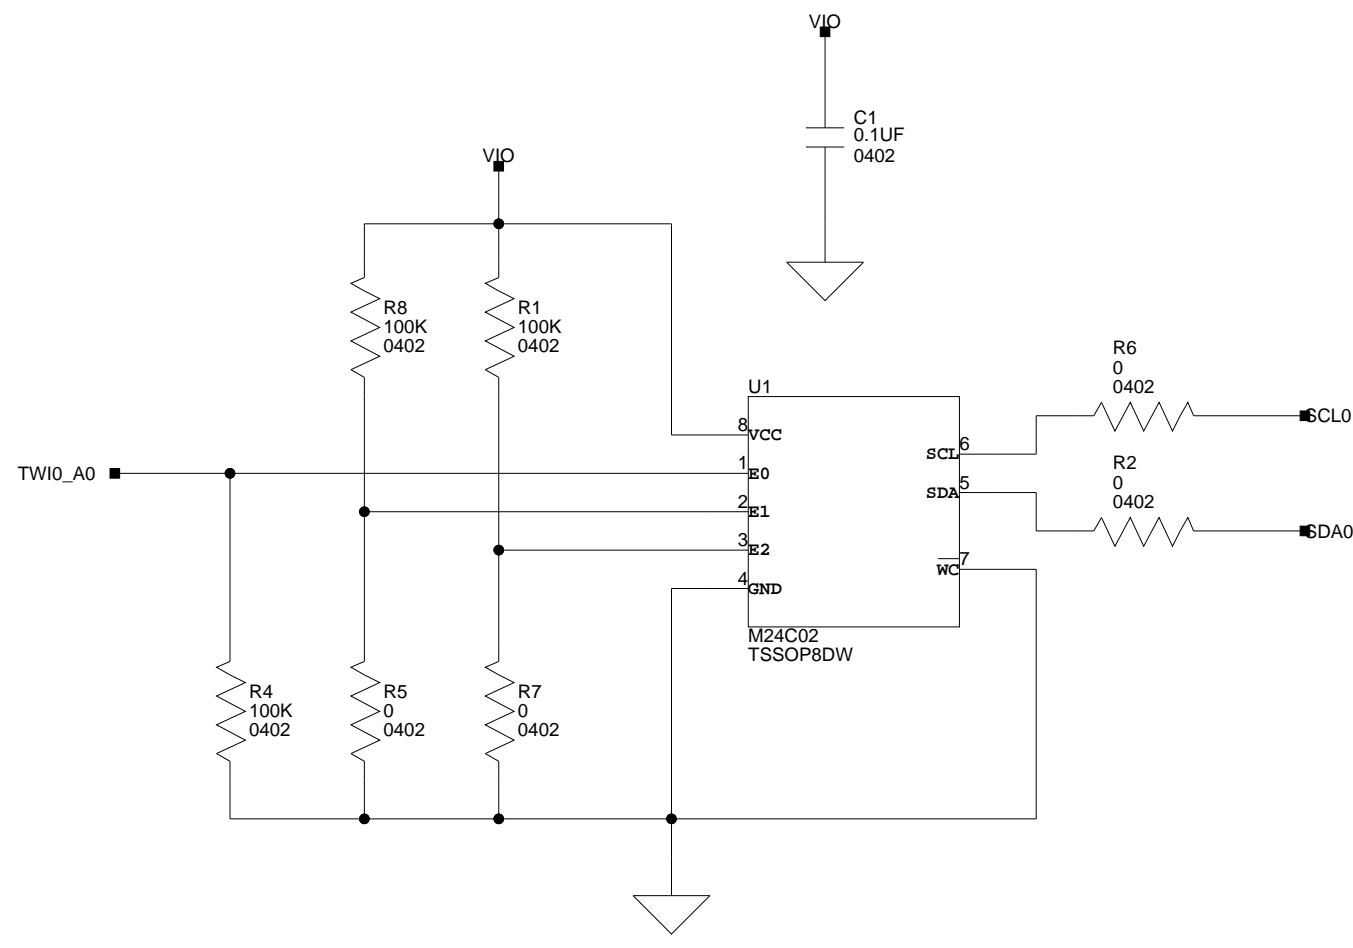 VIO
C1
0.1UF
0402
VIO
R8
100K
0402
R1
100K
0402
R6
0
0402
SCL0
U1
8
VCC
6
SCL
TWI0_A0
1
E0
R2
0
0402
5
SDA
2
E1
SDA0
3
E2
7
WC
4
GND
M24C02
TSSOP8DW
R4
100K
0402
R5
0
0402
R7
0
0402